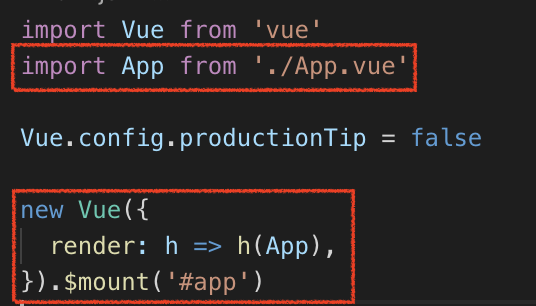 import Vue from 'vue'
import App from './App.vue'
Vue.config.productionTip = false
new Vue({
  render: h => h(App),
}).$mount('#app')